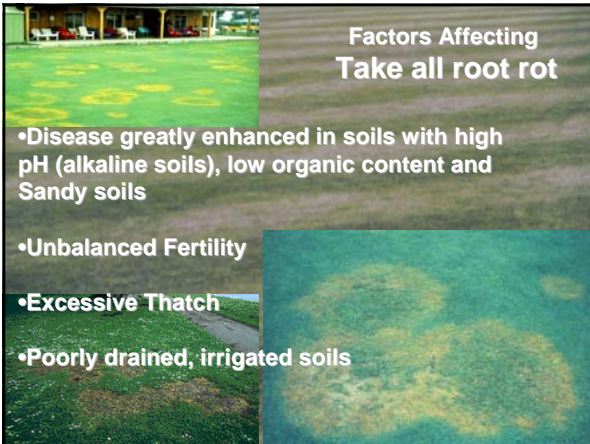 Factors Affecting
Take all root rot
•Disease greatly enhanced in soils with high
pH (alkaline soils), low organic content and
Sandy soils
•Unbalanced Fertility
•Excessive Thatch
•Poorly drained, irrigated soils